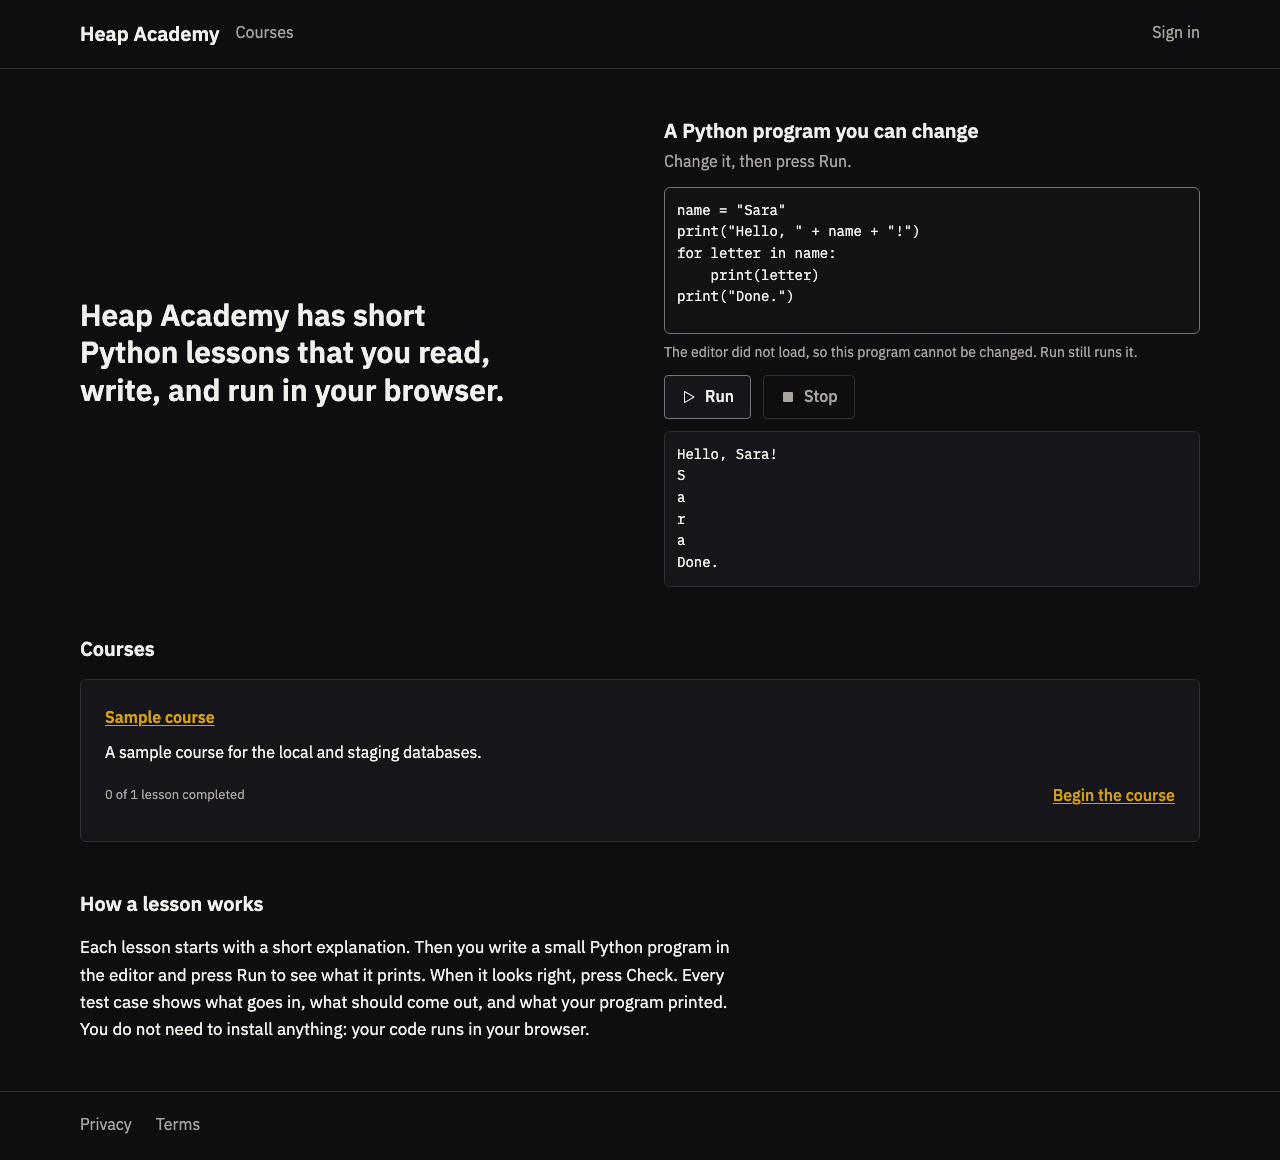 Heap Academy Courses Sign in
Heap Academy has short
Python lessons that you read,
write, and run in your browser.
A Python program you can change
Change it, then press Run.
name = "Sara"
print("Hello, " + name + "!")
for letter in name:
    print(letter)
print("Done.")
The editor did not load, so this program cannot be changed. Run still runs it.
Run Stop
Hello, Sara!
S
a
r
a
Done.
Courses
Sample course
A sample course for the local and staging databases.
0 of 1 lesson completed Begin the course
How a lesson works
Each lesson starts with a short explanation. Then you write a small Python program in
the editor and press Run to see what it prints. When it looks right, press Check. Every
test case shows what goes in, what should come out, and what your program printed.
You do not need to install anything: your code runs in your browser.
Privacy Terms